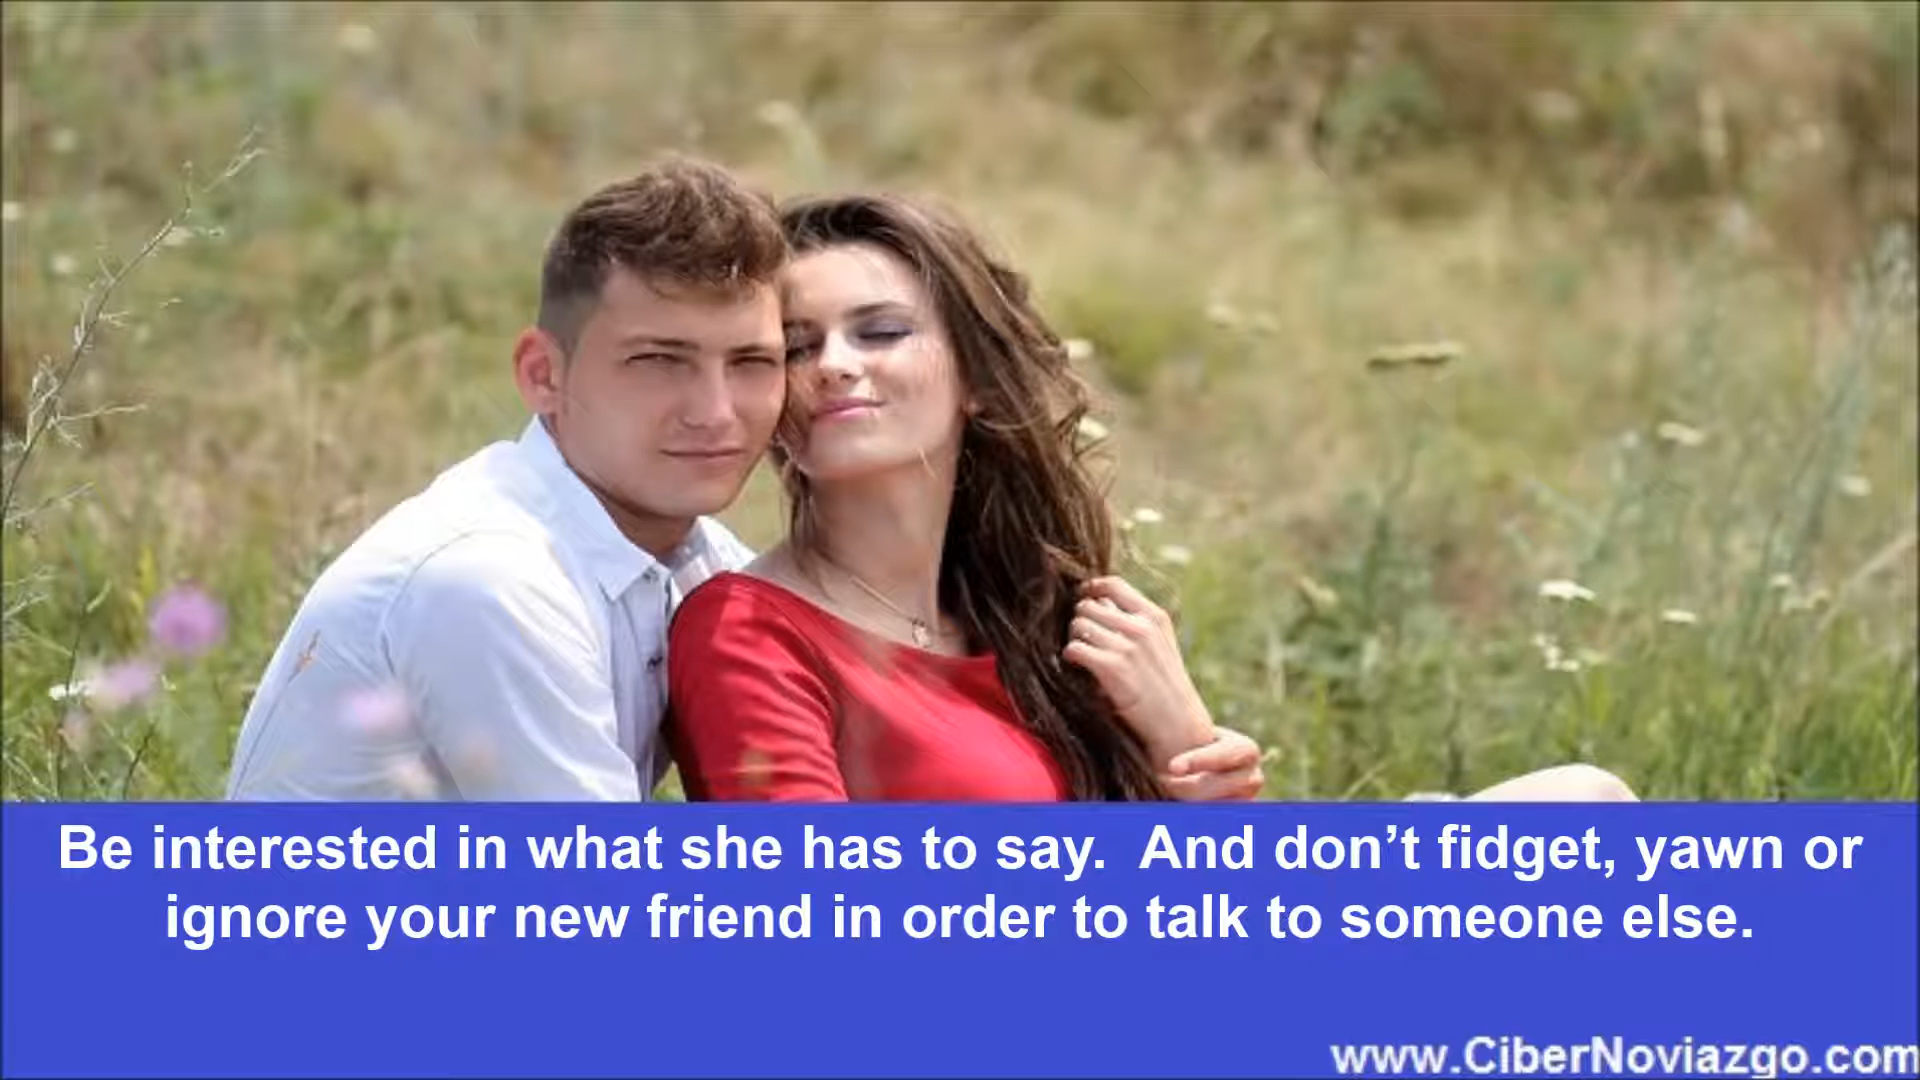 Be interested in what she has to say.  And don’t fidget, yawn or
ignore your new friend in order to talk to someone else.
www.CiberNoviazgo.com